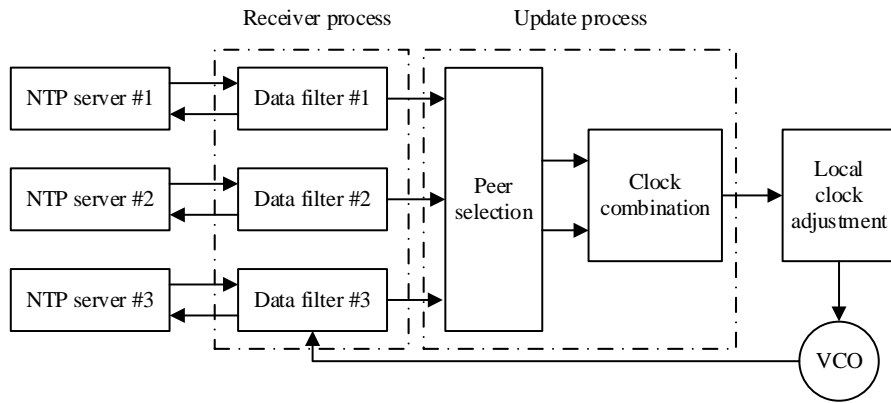 Receiver process
Update process
NTP server #1
Data filter #1
NTP server #2
Data filter #2
NTP server #3
Data filter #3
Peer
selection
Clock
combination
Local
clock
adjustment
VCO